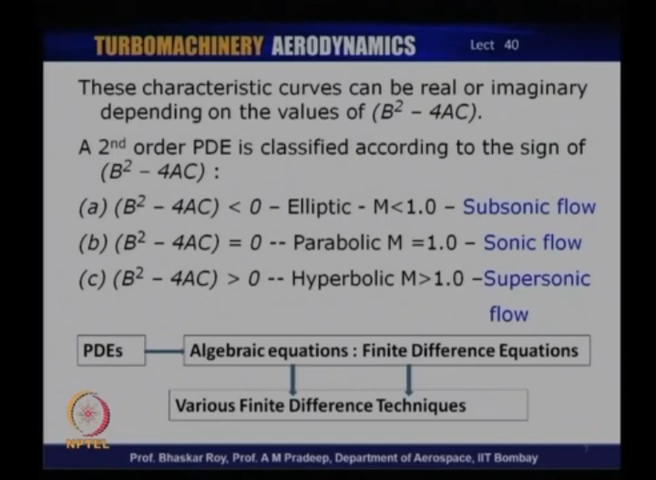 TURBOMACHINERY AERODYNAMICS Lect 40
These characteristic curves can be real or imaginary
depending on the values of (B² – 4AC).
A 2nd order PDE is classified according to the sign of
(B² – 4AC) :
(a) (B² – 4AC) < 0 – Elliptic - M<1.0 – Subsonic flow
(b) (B² – 4AC) = 0 -- Parabolic M =1.0 – Sonic flow
(c) (B² – 4AC) > 0 -- Hyperbolic M>1.0 –Supersonic
flow
PDEs Algebraic equations : Finite Difference Equations
Various Finite Difference Techniques
NPTEL
Prof. Bhaskar Roy, Prof. A M Pradeep, Department of Aerospace, IIT Bombay